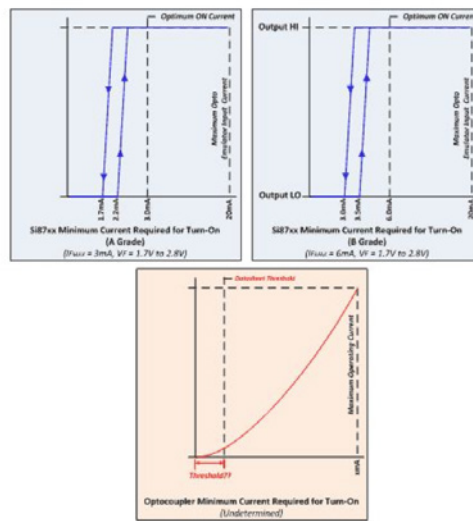 Optimum ON Current
Maximum Opto
Emulator Input Current
1.7mA
2.2mA
3.0mA
20mA
Si87xx Minimum Current Required for Turn-On
(A Grade)
(IFMIN = 3mA, VF = 1.7V to 2.8V)
Output HI
Optimum ON Current
Maximum Opto
Emulator Input Current
Output LO
3.0mA
3.5mA
6.0mA
20mA
Si87xx Minimum Current Required for Turn-On
(B Grade)
= 6mA, VF = 1.7V to 2.8V)
Datasheet Threshold
Maximum Operating Current
Threshold??
xmA
Optocoupler Minimum Current Required for Turn-On
(Undetermined)